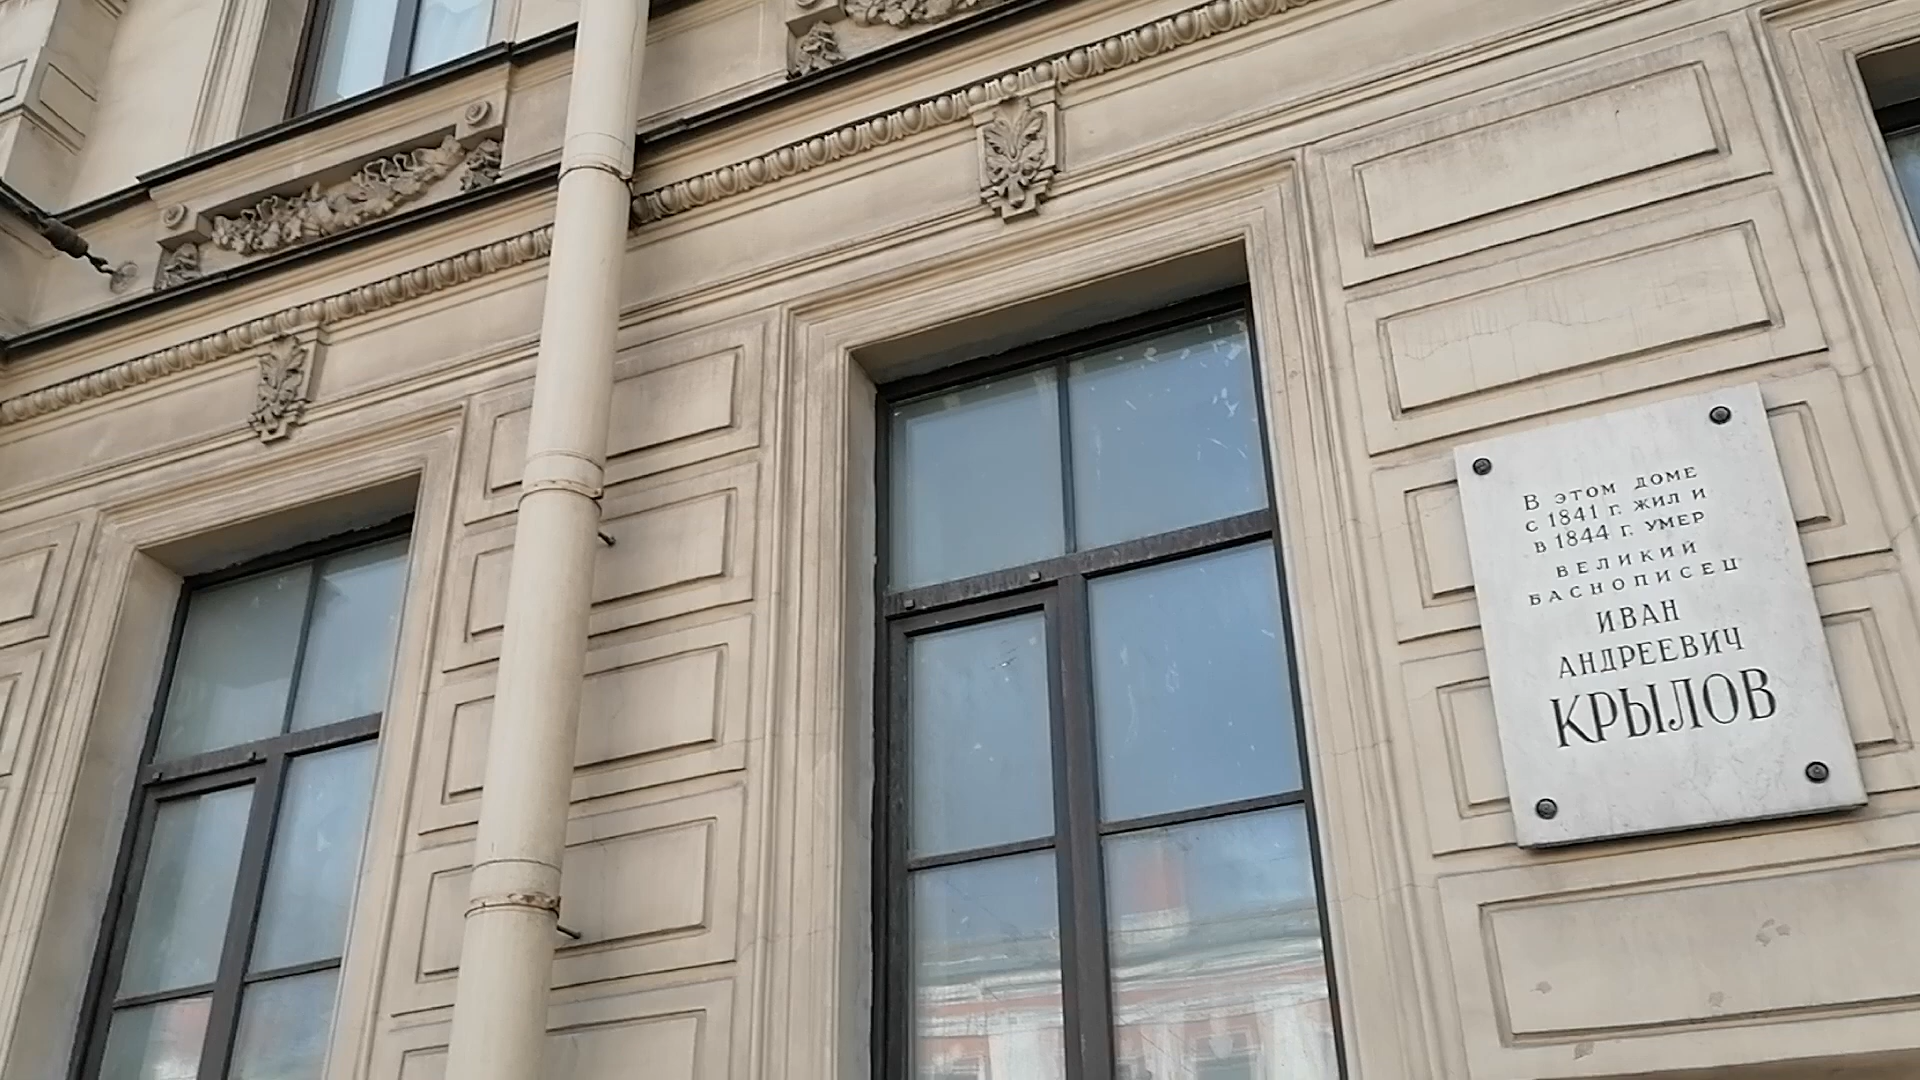 В ЭТОМ ДОМЕ
С 1841 Г. ЖИЛ И
В 1844 Г. УМЕР
ВЕЛИКИЙ
БАСНОПИСЕЦ
ИВАН
АНДРЕЕВИЧ
КРЫЛОВ